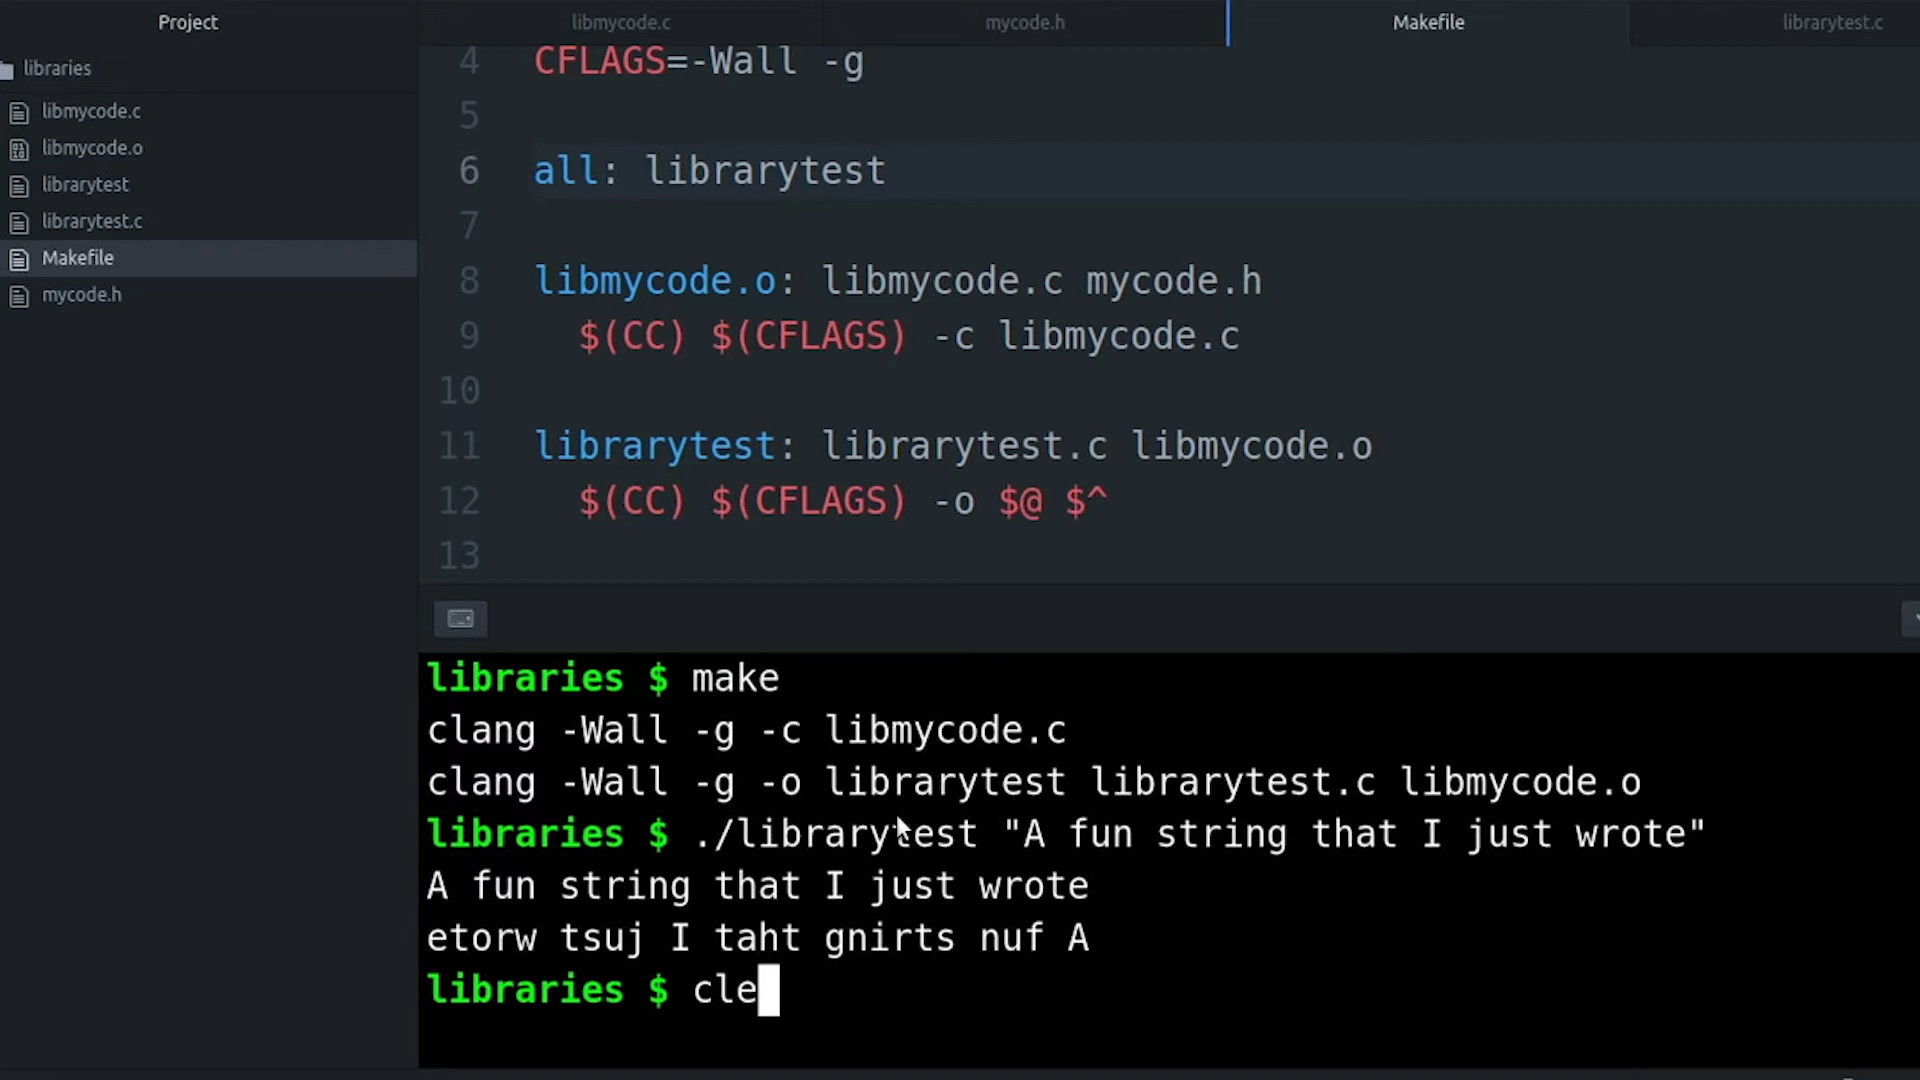 Project
libmycode.c
mycode.h
Makefile
librarytest.c
libraries
libmycode.c
libmycode.o
librarytest
librarytest.c
Makefile
mycode.h
4 CFLAGS=-Wall -g
5
6 all: librarytest
7
8 libmycode.o: libmycode.c mycode.h
9 $(CC) $(CFLAGS) -c libmycode.c
10
11 librarytest: librarytest.c libmycode.o
12 $(CC) $(CFLAGS) -o $@ $^
13
libraries $ make
clang -Wall -g -c libmycode.c
clang -Wall -g -o librarytest librarytest.c libmycode.o
libraries $ ./librarytest "A fun string that I just wrote"
A fun string that I just wrote
etorw tsuj I taht gnirts nuf A
libraries $ cle